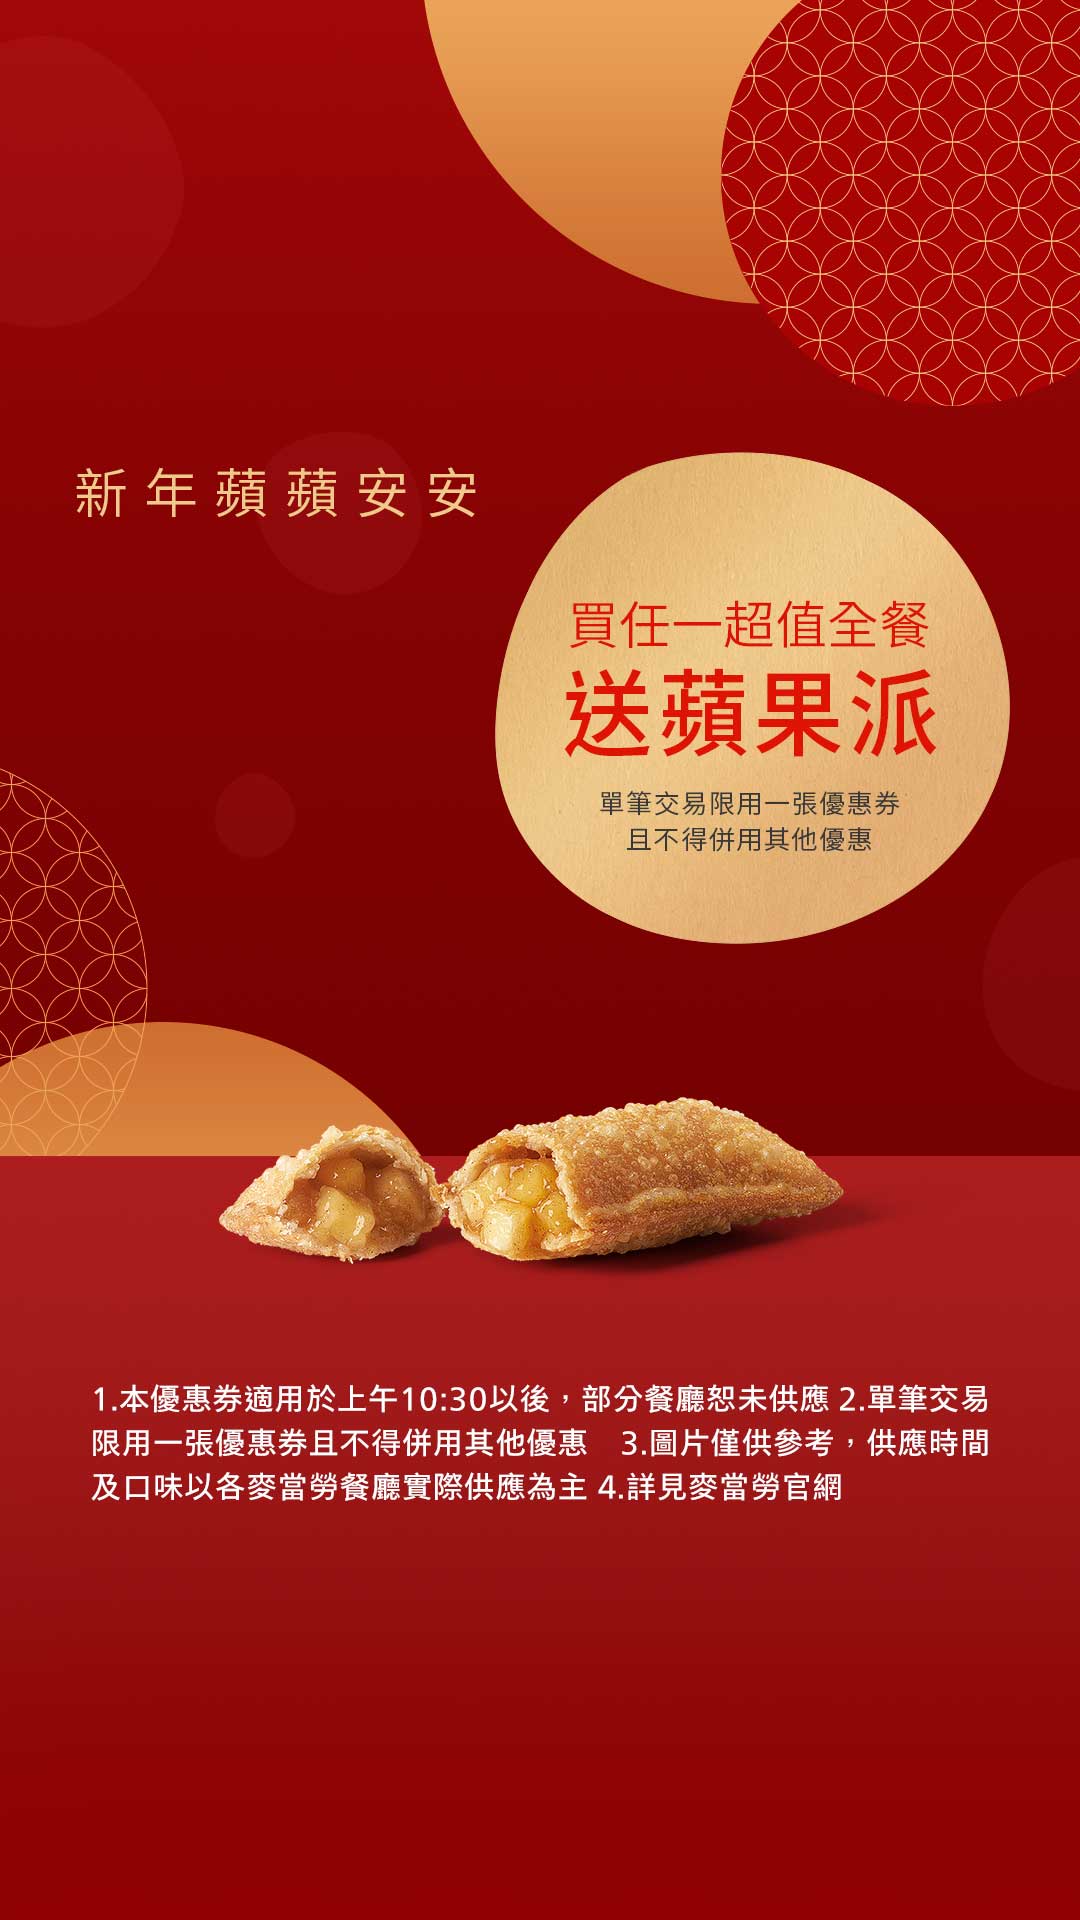 新年蘋蘋安安
買任一超值全餐
送蘋果派
單筆交易限用一張優惠券
且不得併用其他優惠
1.本優惠券適用於上午10:30以後，部分餐廳恕未供應 2.單筆交易
限用一張優惠券且不得併用其他優惠　3.圖片僅供參考，供應時間
及口味以各麥當勞餐廳實際供應為主 4.詳見麥當勞官網